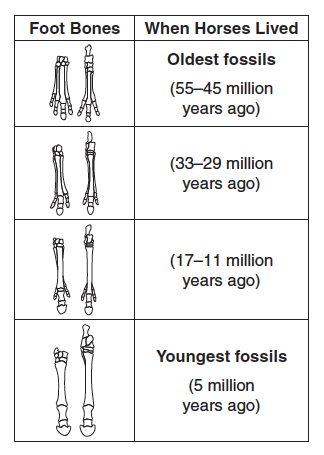 Foot Bones When Horses Lived
Oldest fossils
(55–45 million
years ago)
(33–29 million
years ago)
(17–11 million
years ago)
Youngest fossils
(5 million
years ago)